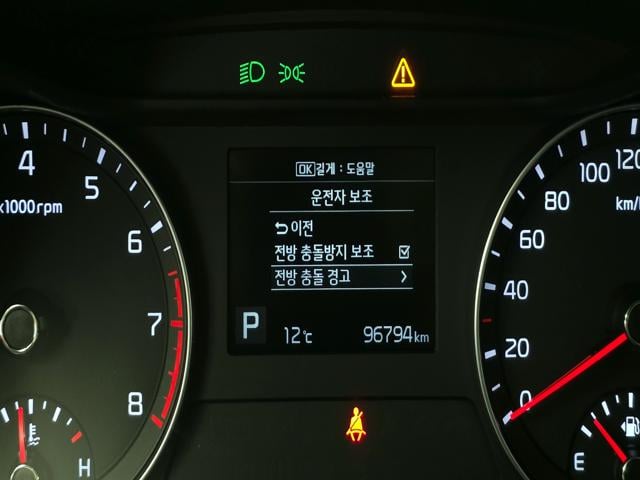 4
5
6
7
8
x1000rpm
H
OK길게 : 도움말
운전자 보조
이전
전방 충돌방지 보조
전방 충돌 경고 >
P
12℃
96794km
120
100
80
60
40
20
0
km/
E